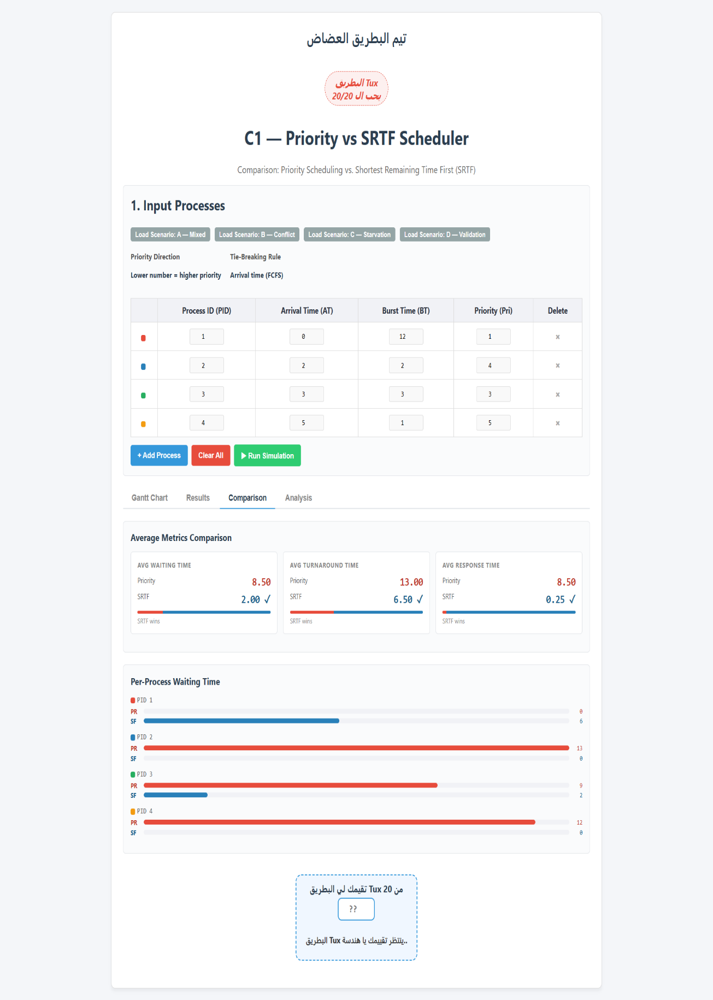 تيم البطريق العضاض
البطريق Tux
يحب ال 20/20
C1 — Priority vs SRTF Scheduler
Comparison: Priority Scheduling vs. Shortest Remaining Time First (SRTF)
1. Input Processes
Load Scenario: A — Mixed Load Scenario: B — Conflict Load Scenario: C — Starvation Load Scenario: D — Validation
Priority Direction Tie-Breaking Rule
Lower number = higher priority Arrival time (FCFS)
Process ID (PID) Arrival Time (AT) Burst Time (BT) Priority (Pri) Delete
1 0 12 1 ×
2 2 2 4 ×
3 3 3 3 ×
4 5 1 5 ×
+ Add Process Clear All ▶ Run Simulation
Gantt Chart Results Comparison Analysis
Average Metrics Comparison
AVG WAITING TIME
Priority 8.50
SRTF 2.00 ✓
SRTF wins
AVG TURNAROUND TIME
Priority 13.00
SRTF 6.50 ✓
SRTF wins
AVG RESPONSE TIME
Priority 8.50
SRTF 0.25 ✓
SRTF wins
Per-Process Waiting Time
PID 1
PR 0
SF 6
PID 2
PR 13
SF 0
PID 3
PR 9
SF 2
PID 4
PR 12
SF 0
تقيمك لي البطريق Tux من 20
??
البطريق Tux ينتظر تقييمك يا هندسة..